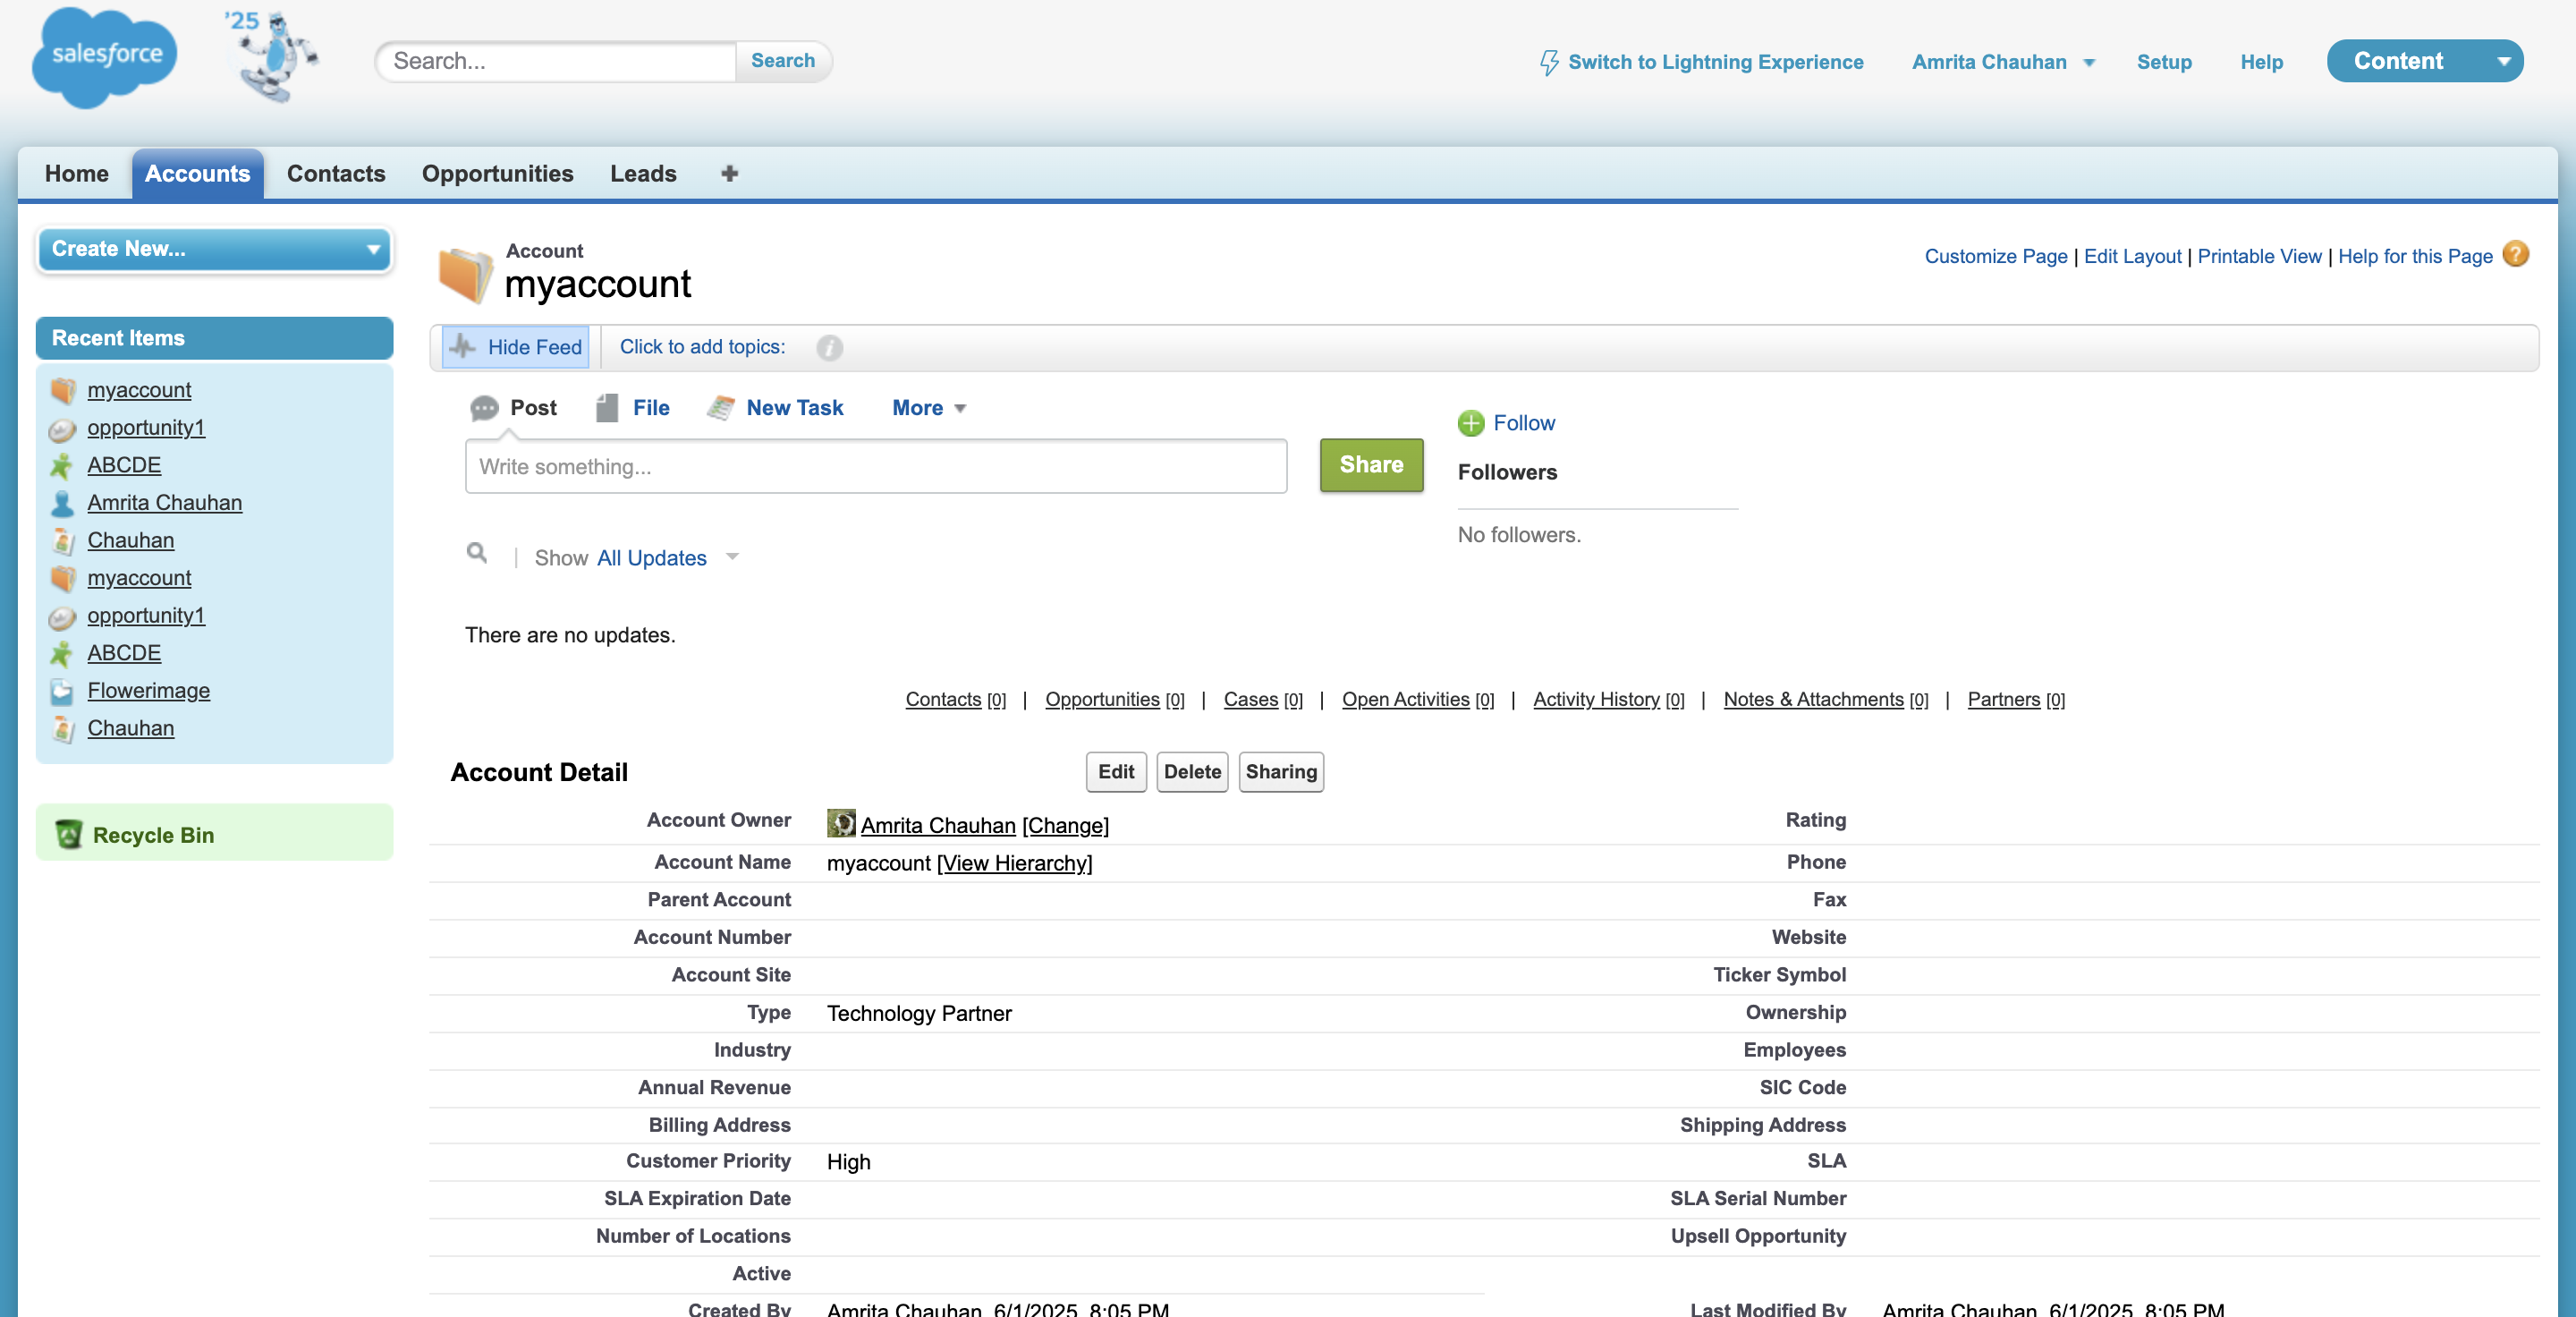 salesforce
'25
Search...
Search
Switch to Lightning Experience
Amrita Chauhan
Setup
Help
Content
Home
Accounts
Contacts
Opportunities
Leads
Create New...
Recent Items
myaccount
opportunity1
ABCDE
Amrita Chauhan
Chauhan
myaccount
opportunity1
ABCDE
Flowerimage
Chauhan
Recycle Bin
Account
myaccount
Customize Page | Edit Layout | Printable View | Help for this Page ?
Hide Feed
Click to add topics: i
Post
File
New Task
More
Write something...
Share
Follow
Followers
No followers.
Show All Updates
There are no updates.
Contacts [0] | Opportunities [0] | Cases [0] | Open Activities [0] | Activity History [0] | Notes & Attachments [0] | Partners [0]
Account Detail
Edit
Delete
Sharing
Account Owner Amrita Chauhan [Change] Rating
Account Name myaccount [View Hierarchy] Phone
Parent Account Fax
Account Number Website
Account Site Ticker Symbol
Type Technology Partner Ownership
Industry Employees
Annual Revenue SIC Code
Billing Address Shipping Address
Customer Priority High SLA
SLA Expiration Date SLA Serial Number
Number of Locations Upsell Opportunity
Active
Created By Amrita Chauhan, 6/1/2025, 8:05 PM Last Modified By Amrita Chauhan, 6/1/2025, 8:05 PM